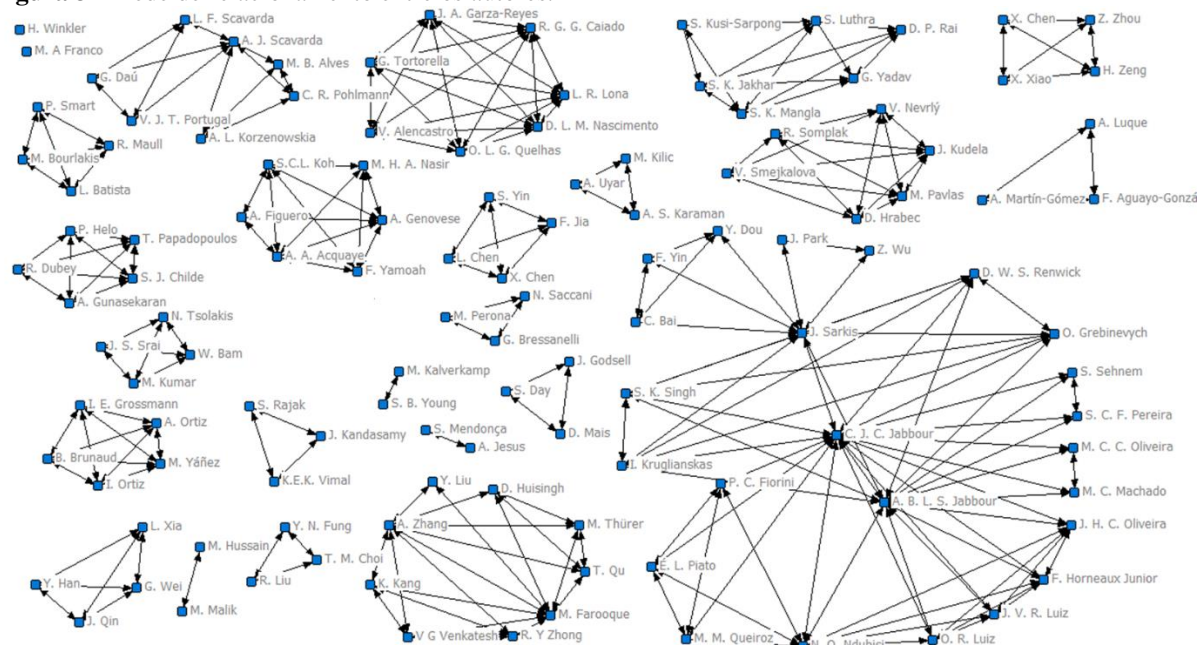 H. Winkler
M. A Franco
L. F. Scavarda
A. J. Scavarda
M. B. Alves
C. R. Pohlmann
G. Daú
V. J. T. Portugal
A. L. Korzenowskia
P. Smart
R. Maull
M. Bourlakis
L. Batista
J. A. Garza-Reyes
R. G. G. Caiado
G. Tortorella
L. R. Lona
V. Alencastro
D. L. M. Nascimento
O. L. G. Quelhas
S. Kusi-Sarpong
S. Luthra
D. P. Rai
G. Yadav
S. K. Jakhar
S. K. Mangla
X. Chen
Z. Zhou
X. Xiao
H. Zeng
V. Nevrlý
R. Somplak
J. Kudela
V. Smejkalova
M. Pavlas
D. Hrabec
A. Luque
A. Martín-Gómez
F. Aguayo-Gonzá
S.C.L. Koh
M. H. A. Nasir
A. Figuero
A. Genovese
A. A. Acquaye
F. Yamoah
M. Kilic
A. Uyar
A. S. Karaman
S. Yin
F. Jia
L. Chen
X. Chen
P. Helo
T. Papadopoulos
R. Dubey
S. J. Childe
A. Gunasekaran
N. Saccani
M. Perona
G. Bressanelli
N. Tsolakis
J. S. Srai
W. Bam
M. Kumar
M. Kalverkamp
S. B. Young
J. Godsell
S. Day
D. Mais
I. E. Grossmann
A. Ortiz
B. Brunaud
M. Yáñez
I. Ortiz
S. Rajak
J. Kandasamy
K.E.K. Vimal
S. Mendonça
A. Jesus
Y. Dou
J. Park
Z. Wu
F. Yin
D. W. S. Renwick
C. Bai
J. Sarkis
O. Grebinevych
S. K. Singh
S. Sehnem
S. C. F. Pereira
C. J. C. Jabbour
M. C. C. Oliveira
I. Kruglianskas
P. C. Fiorini
M. C. Machado
A. B. L. S. Jabbour
J. H. C. Oliveira
E. L. Piato
F. Horneaux Junior
J. V. R. Luiz
M. M. Queiroz
O. R. Luiz
N. O. Ndubisi
Y. Liu
D. Huisingh
A. Zhang
M. Thürer
T. Qu
K. Kang
M. Farooque
V G Venkatesh
R. Y Zhong
L. Xia
Y. Han
G. Wei
J. Qin
M. Hussain
M. Malik
Y. N. Fung
T. M. Choi
R. Liu